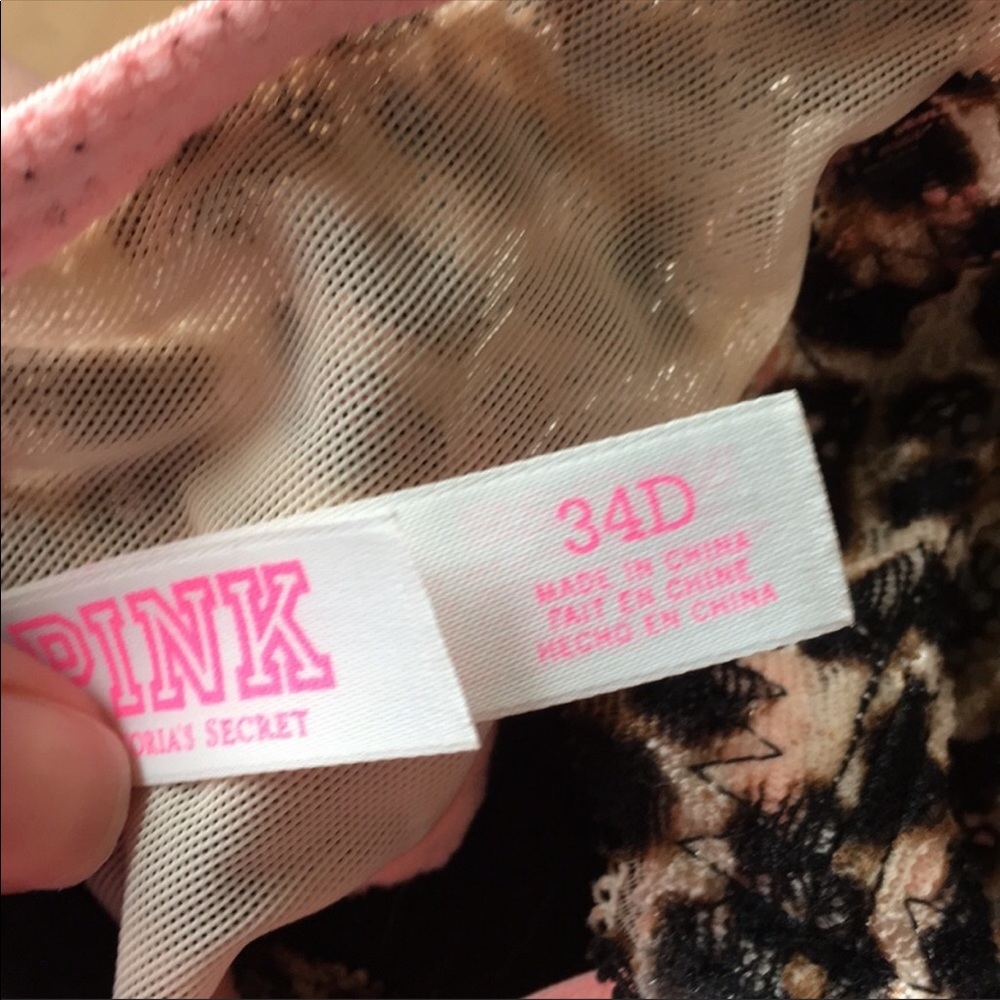 PINK
ORIA'S SECRET
34D
MADE IN CHINA
FAIT EN CHINE
HECHO EN CHINA